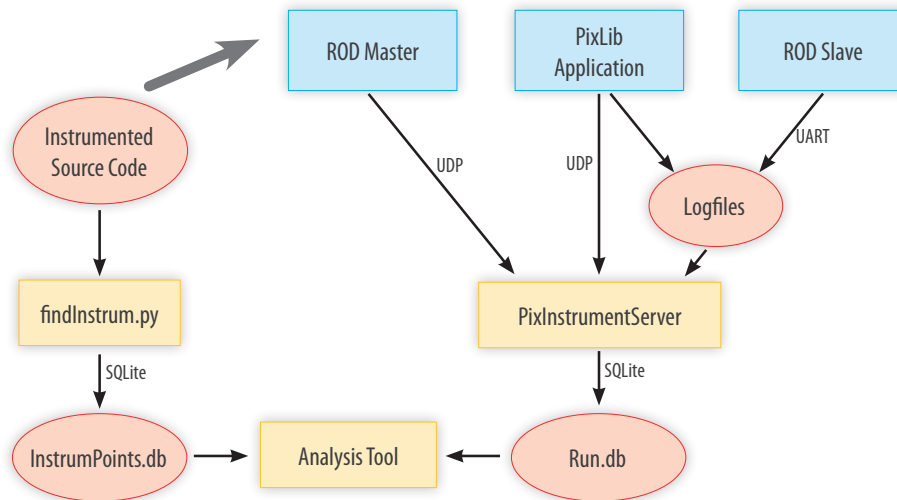 ROD Master
PixLib
Application
ROD Slave
Instrumented
Source Code
UDP
UDP
UART
Logfiles
findInstrum.py
PixInstrumentServer
SQLite
SQLite
InstrumPoints.db
Analysis Tool
Run.db